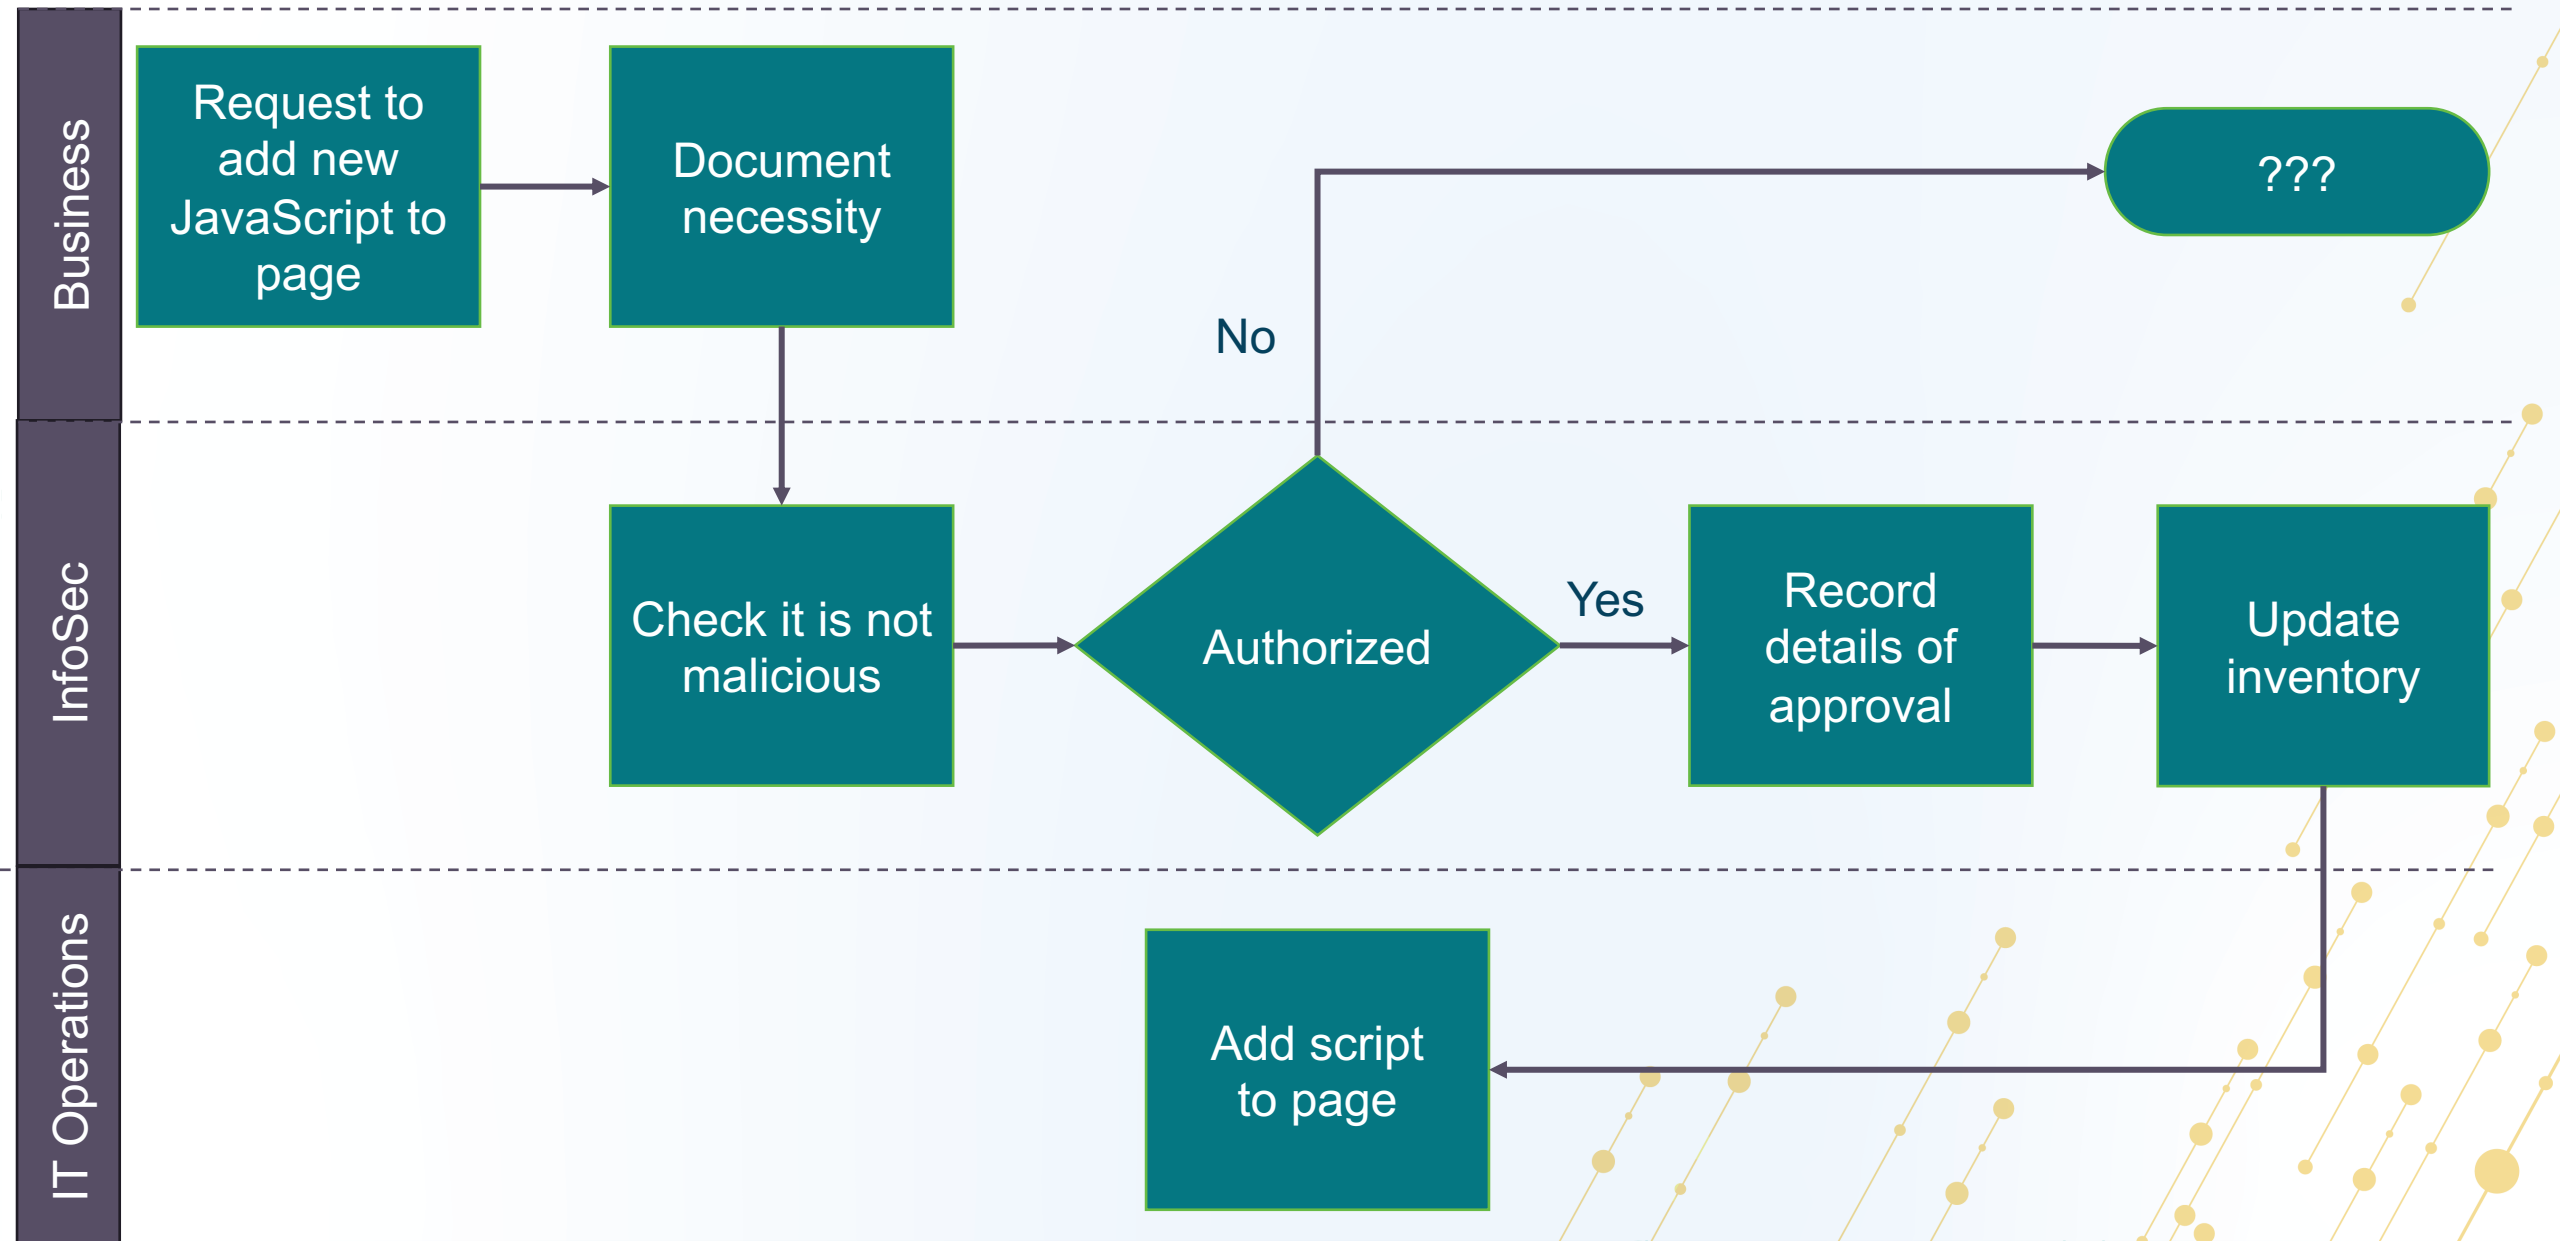 Business
Request to
add new
JavaScript to
page
Document
necessity
???
No
InfoSec
Check it is not
malicious
Authorized
Yes
Record
details of
approval
Update
inventory
IT Operations
Add script
to page